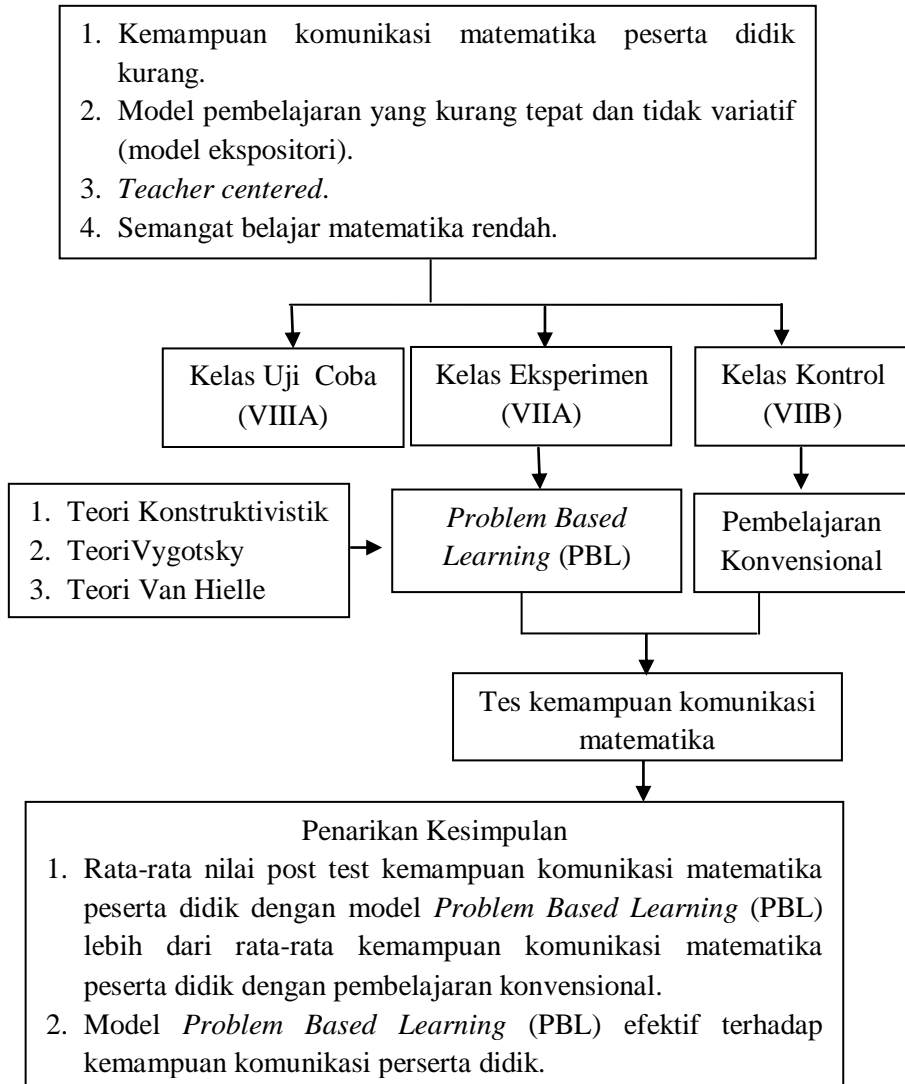 1. Kemampuan komunikasi matematika peserta didik
kurang.
2. Model pembelajaran yang kurang tepat dan tidak variatif
(model ekspositori).
3. Teacher centered.
4. Semangat belajar matematika rendah.
Kelas Uji Coba
(VIIIA)
Kelas Eksperimen
(VIIA)
Kelas Kontrol
(VIIB)
1. Teori Konstruktivistik
2. TeoriVygotsky
3. Teori Van Hielle
Problem Based
Learning (PBL)
Pembelajaran
Konvensional
Tes kemampuan komunikasi
matematika
Penarikan Kesimpulan
1. Rata-rata nilai post test kemampuan komunikasi matematika
peserta didik dengan model Problem Based Learning (PBL)
lebih dari rata-rata kemampuan komunikasi matematika
peserta didik dengan pembelajaran konvensional.
2. Model Problem Based Learning (PBL) efektif terhadap
kemampuan komunikasi perserta didik.